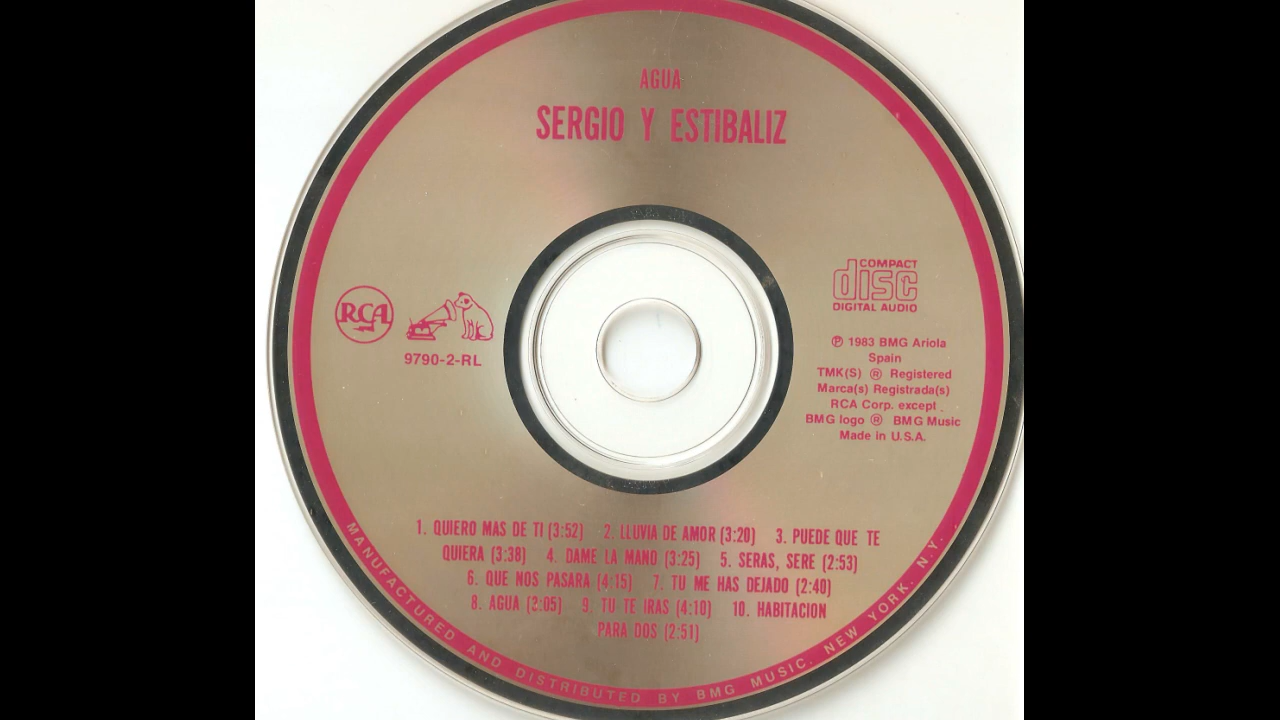 AGUA
SERGIO Y ESTIBALIZ
RCA
9790-2-RL
COMPACT
disc
DIGITAL AUDIO
℗ 1983 BMG Ariola
Spain
TMK(S) ® Registered
Marca(s) Registrada(s)
RCA Corp. except
BMG logo ® BMG Music
Made in U.S.A.
1. QUIERO MAS DE TI (3:52) 2. LLUVIA DE AMOR (3:20) 3. PUEDE QUE TE
QUIERA (3:38) 4. DAME LA MANO (3:25) 5. SERAS, SERE (2:53)
6. QUE NOS PASARA (4:15) 7. TU ME HAS DEJADO (2:40)
8. AGUA (2:05) 9. TU TE IRAS (4:10) 10. HABITACION
PARA DOS (2:51)
MANUFACTURED AND DISTRIBUTED BY BMG MUSIC. NEW YORK. N.Y.